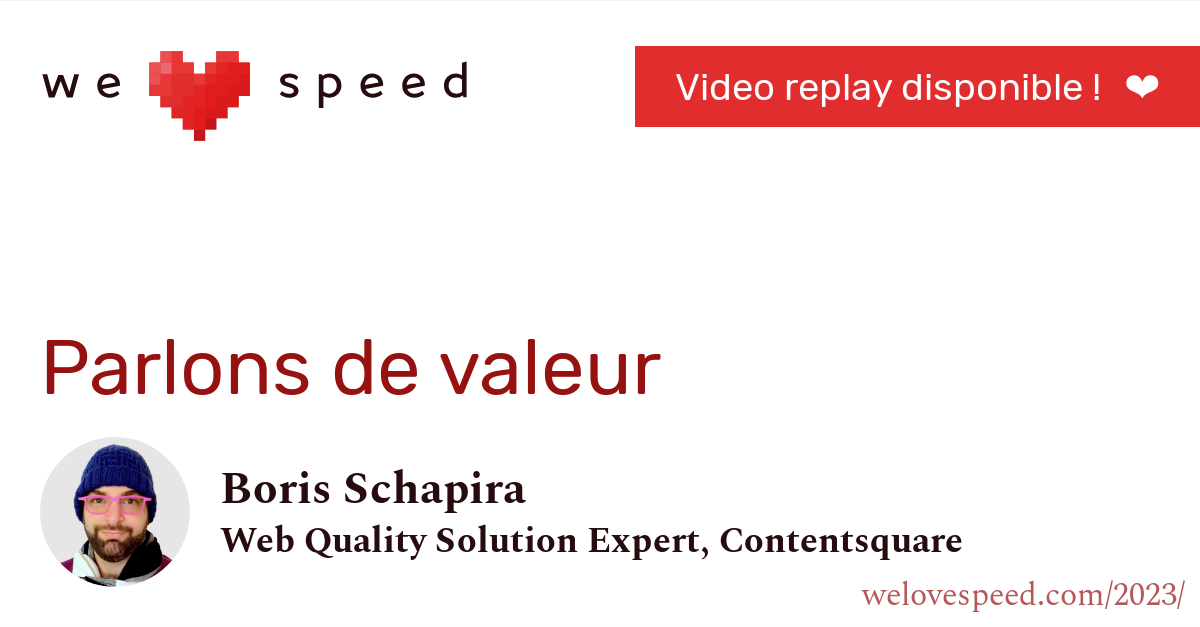 we speed
Video replay disponible ! ❤
Parlons de valeur
Boris Schapira
Web Quality Solution Expert, Contentsquare
welovespeed.com/2023/